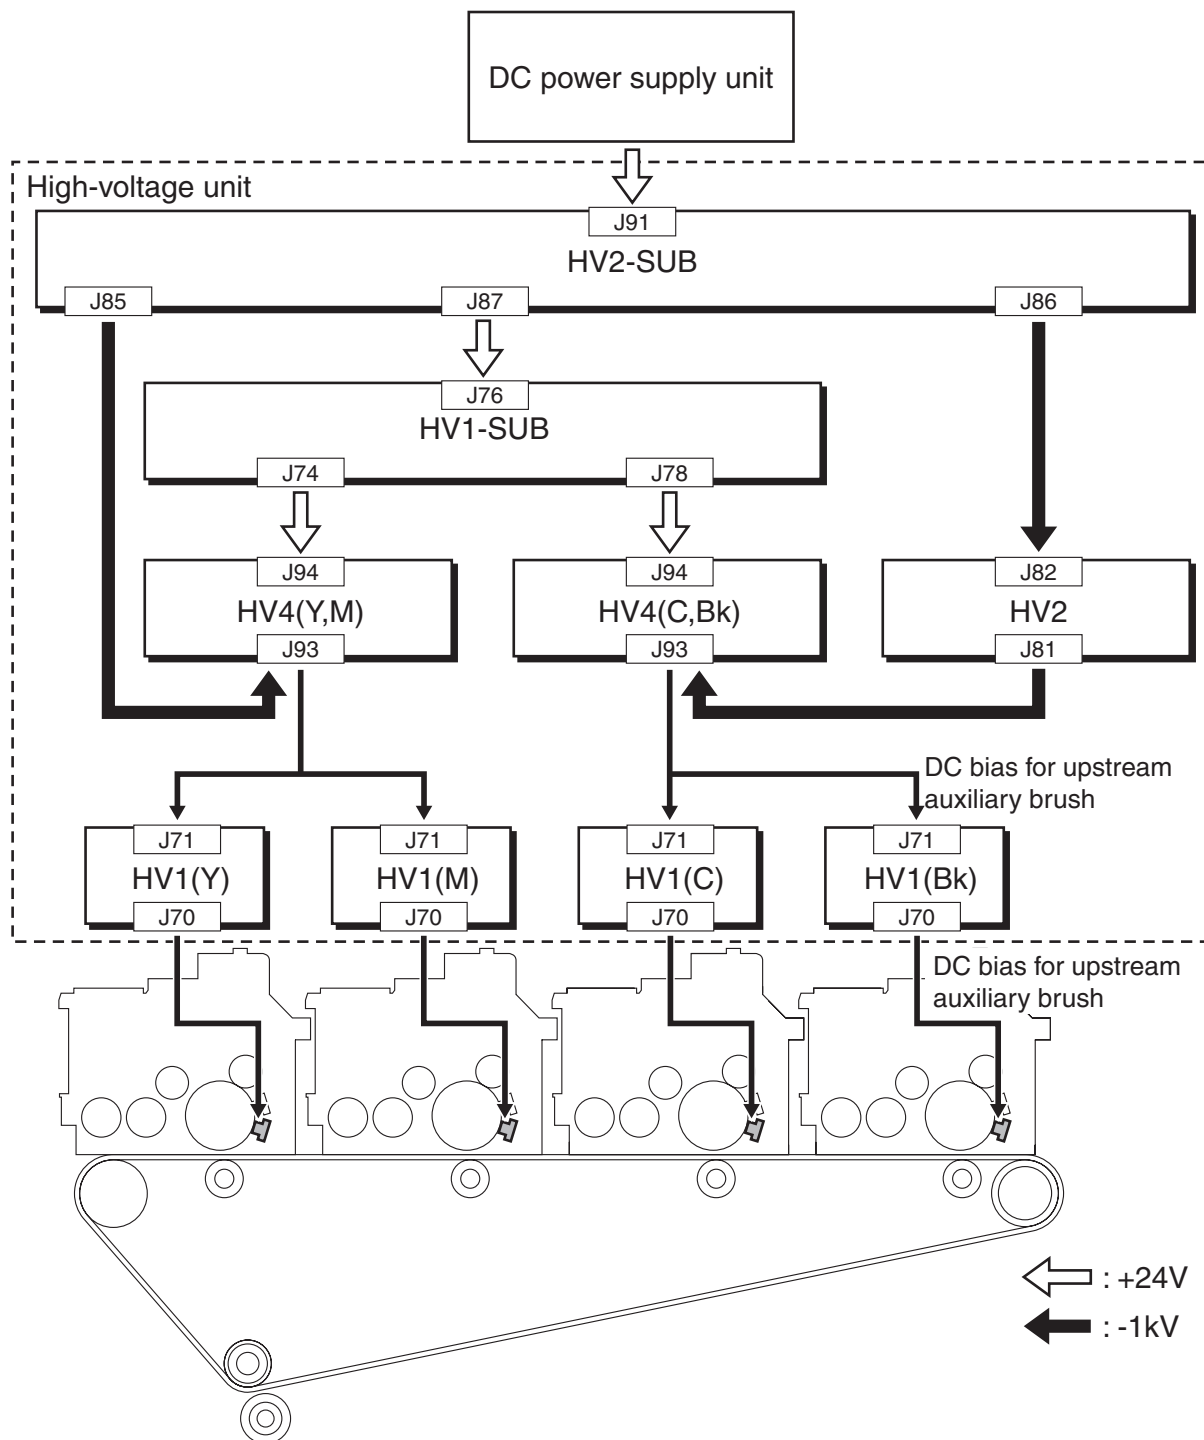 DC power supply unit
High-voltage unit
J91
HV2-SUB
J85
J87
J86
J76
HV1-SUB
J74
J78
J94
J94
J82
HV4(Y,M)
HV4(C,Bk)
HV2
J93
J93
J81
DC bias for upstream
auxiliary brush
J71
J71
J71
J71
HV1(Y)
HV1(M)
HV1(C)
HV1(Bk)
J70
J70
J70
J70
DC bias for upstream
auxiliary brush
: +24V
: -1kV